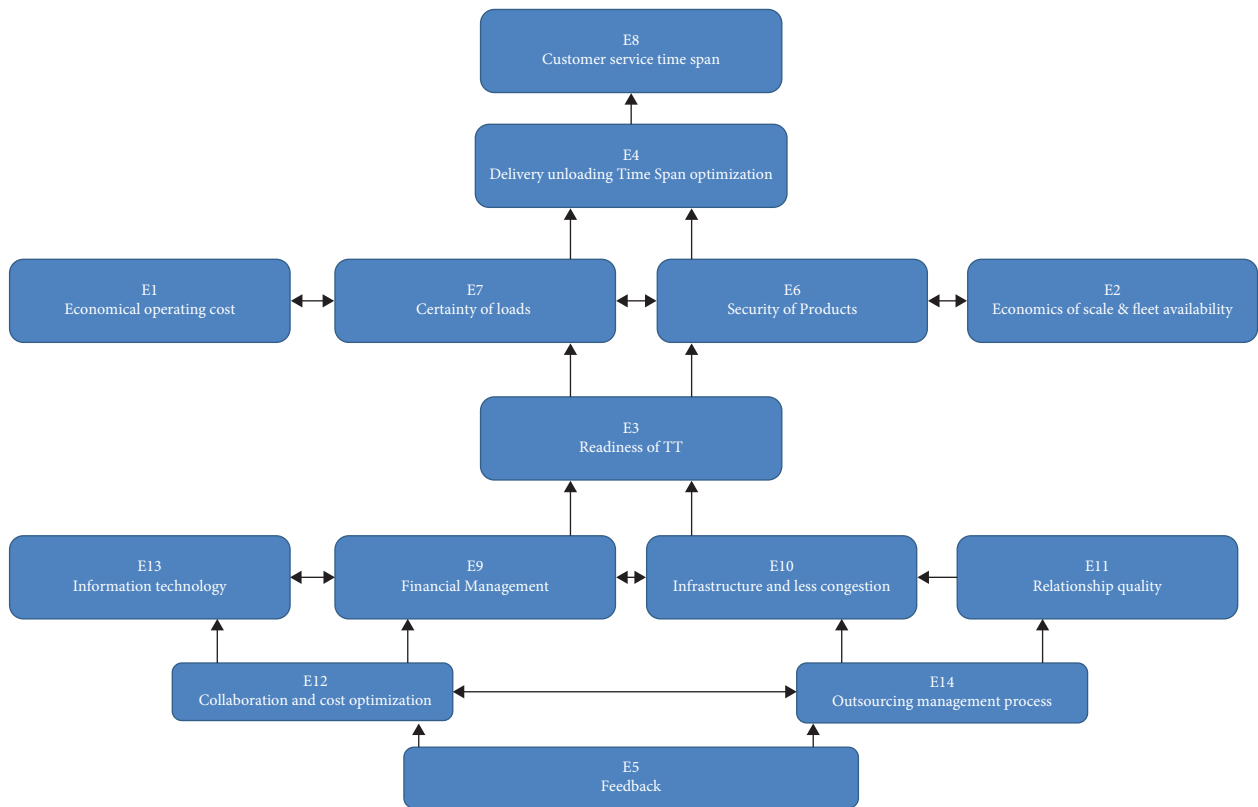 E8
Customer service time span
E4
Delivery unloading Time Span optimization
E1
Economical operating cost
E7
Certainty of loads
E6
Security of Products
E2
Economics of scale & fleet availability
E3
Readiness of TT
E13
Information technology
E9
Financial Management
E10
Infrastructure and less congestion
E11
Relationship quality
E12
Collaboration and cost optimization
E14
Outsourcing management process
E5
Feedback